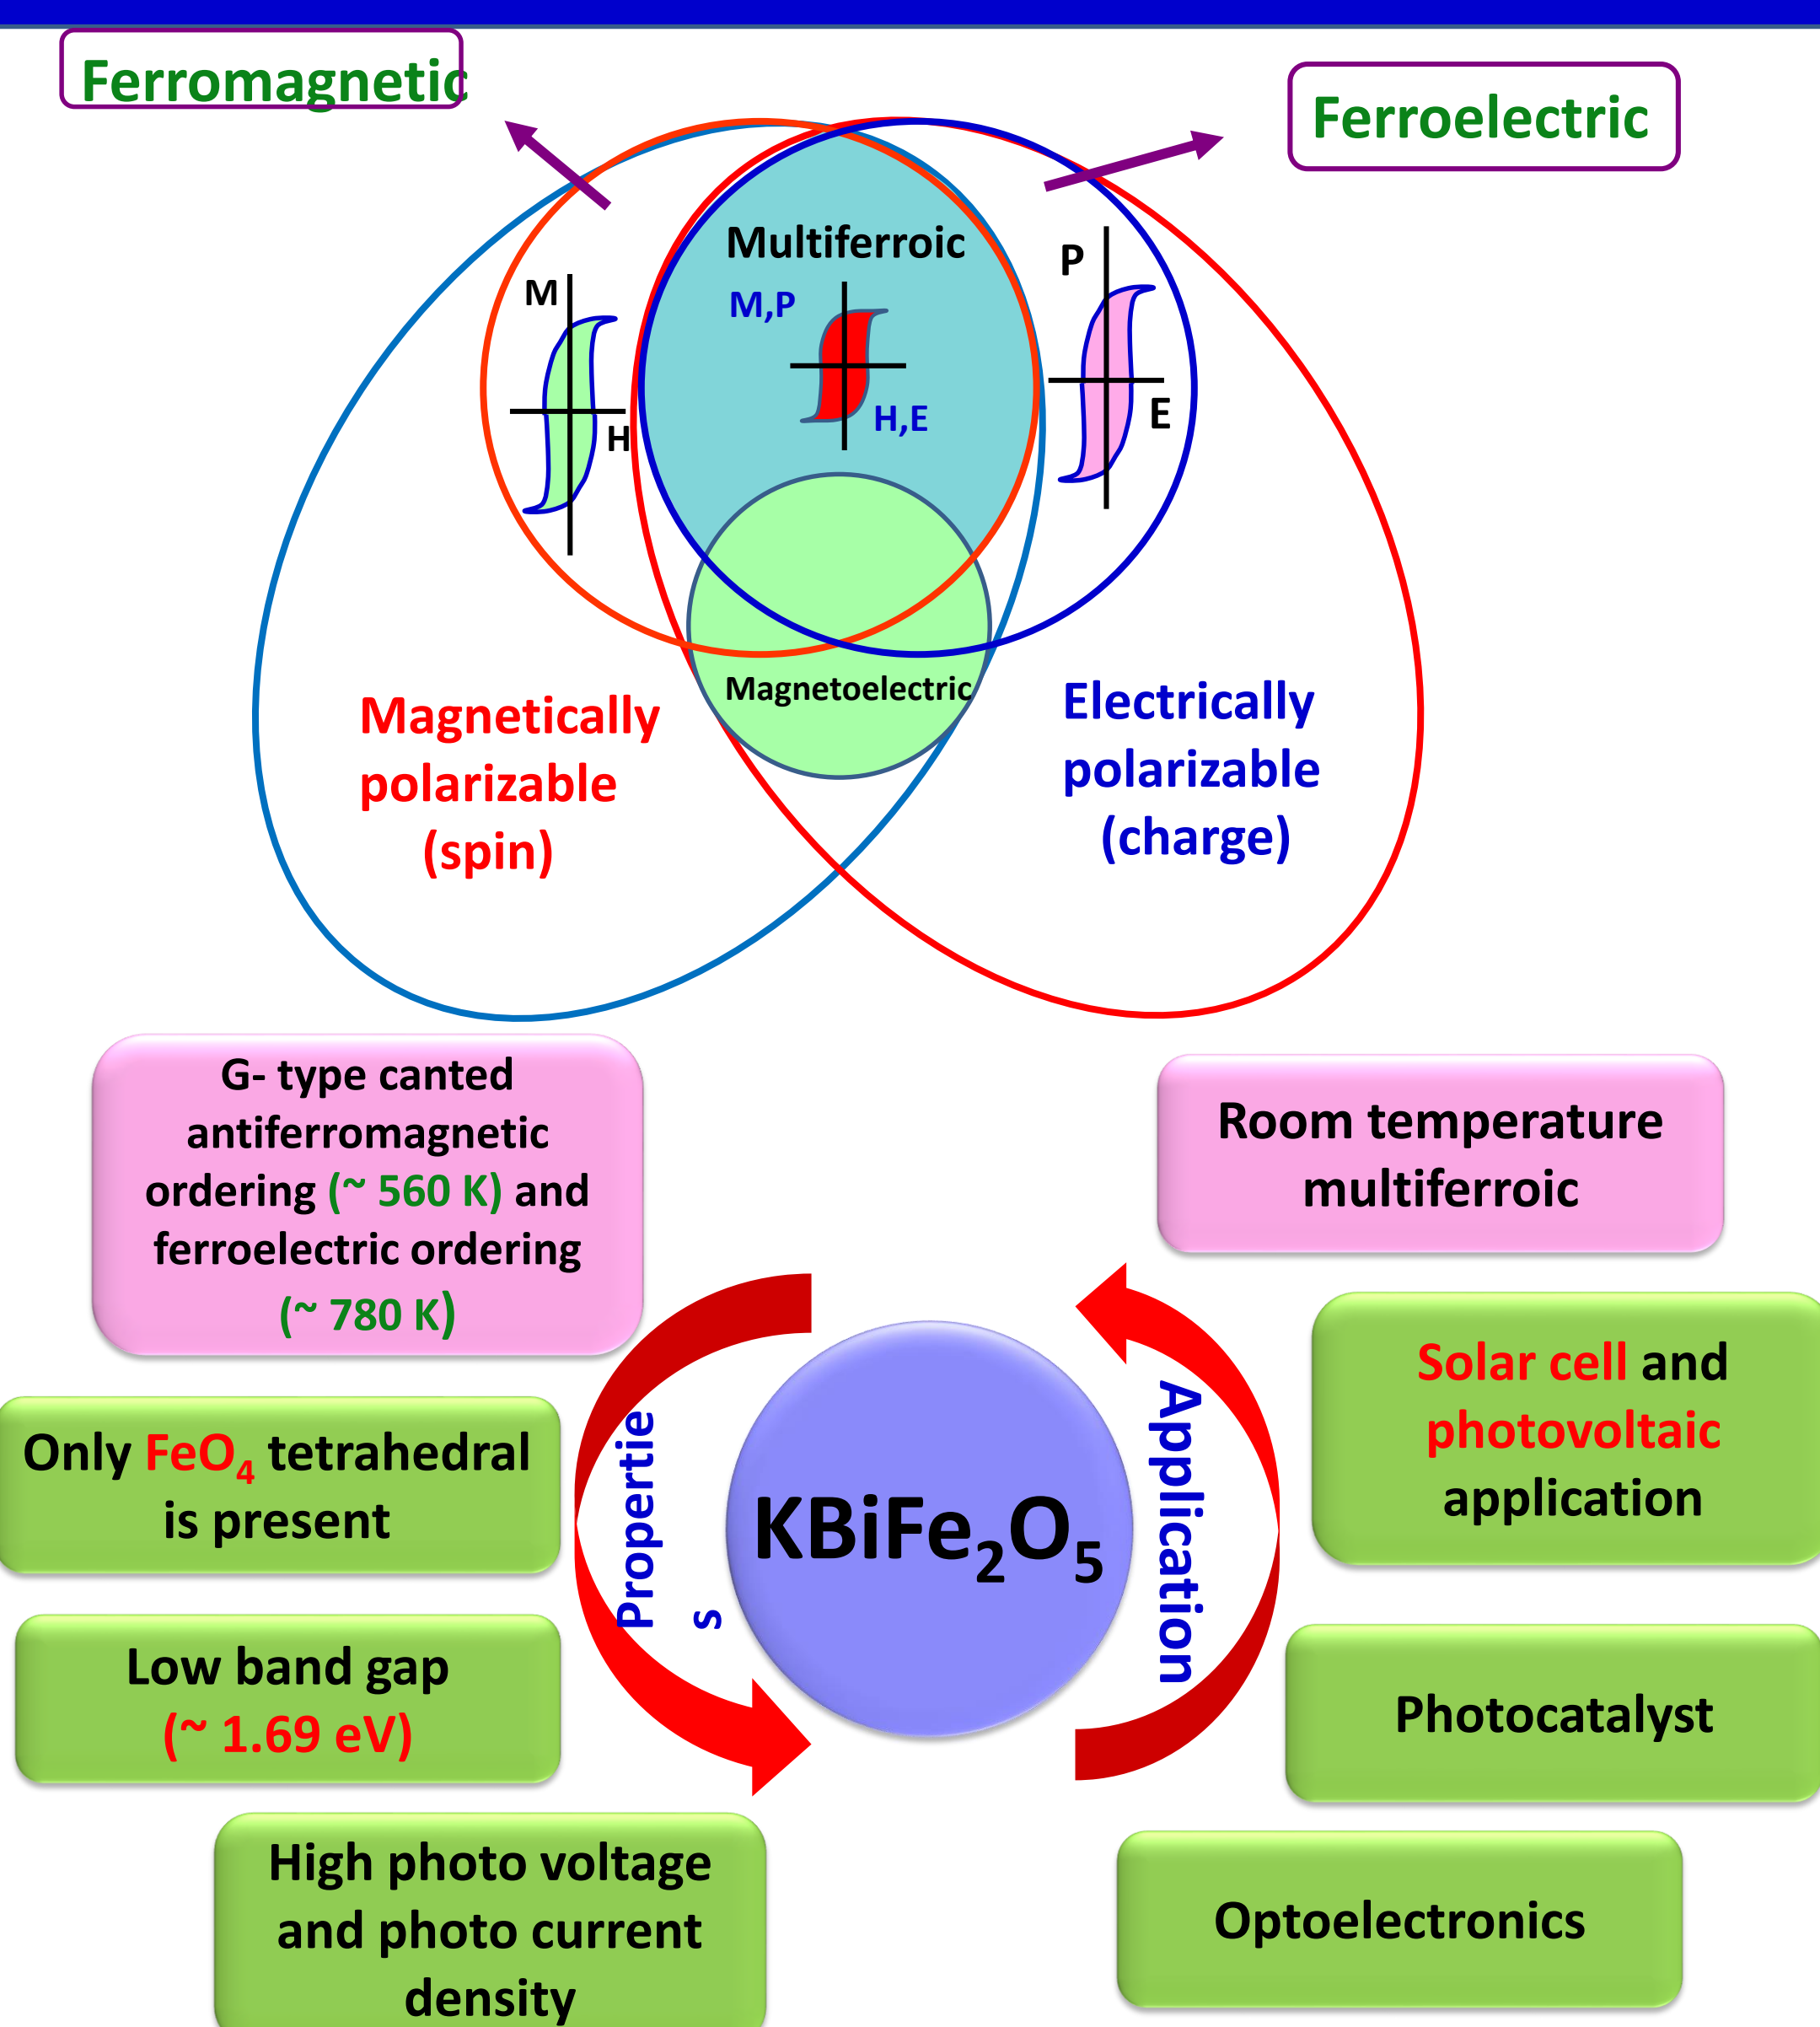 Ferromagnetic
Ferroelectric
Multiferroic
M,P
H,E
M
H
P
E
Magnetoelectric
Magnetically
polarizable
(spin)
Electrically
polarizable
(charge)
G- type canted
antiferromagnetic
ordering (~ 560 K) and
ferroelectric ordering
(~ 780 K)
Only FeO₄ tetrahedral
is present
Low band gap
(~ 1.69 eV)
High photo voltage
and photo current
density
Propertie
s
KBiFe₂O₅
Application
Room temperature
multiferroic
Solar cell and
photovoltaic
application
Photocatalyst
Optoelectronics